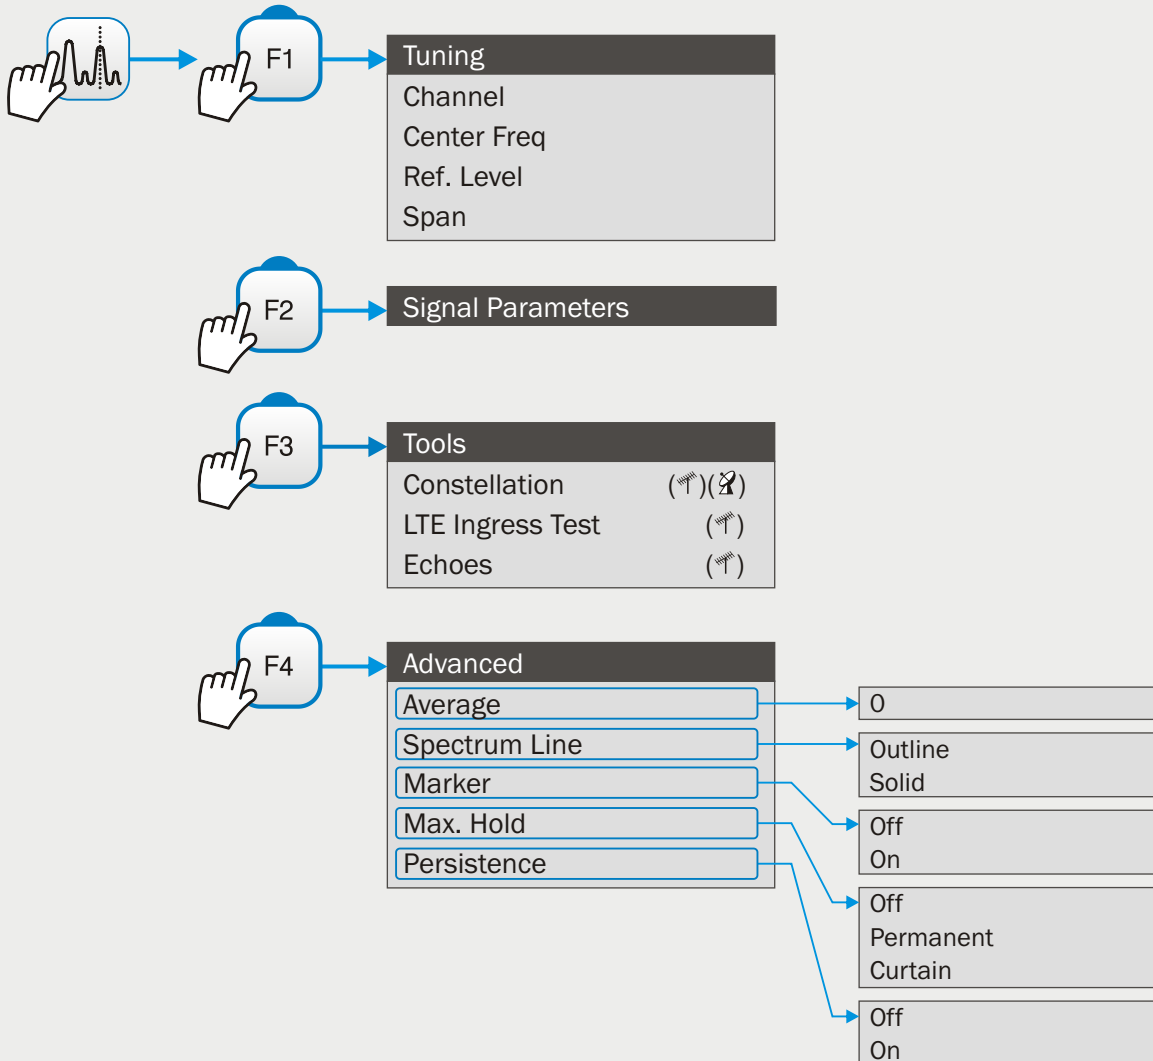 F1
Tuning
Channel
Center Freq
Ref. Level
Span
F2
Signal Parameters
F3
Tools
Constellation ( )( )
LTE Ingress Test ( )
Echoes ( )
F4
Advanced
Average
0
Spectrum Line
Outline
Solid
Marker
Off
On
Max. Hold
Off
Permanent
Curtain
Persistence
Off
On